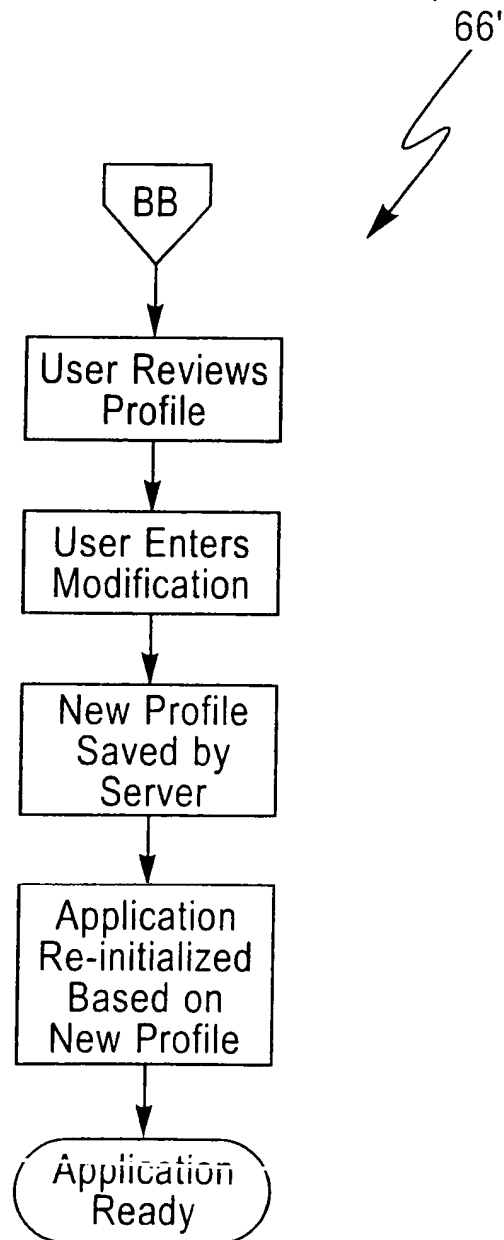 66'
BB
User Reviews
Profile
User Enters
Modification
New Profile
Saved by
Server
Application
Re-initialized
Based on
New Profile
Application
Ready